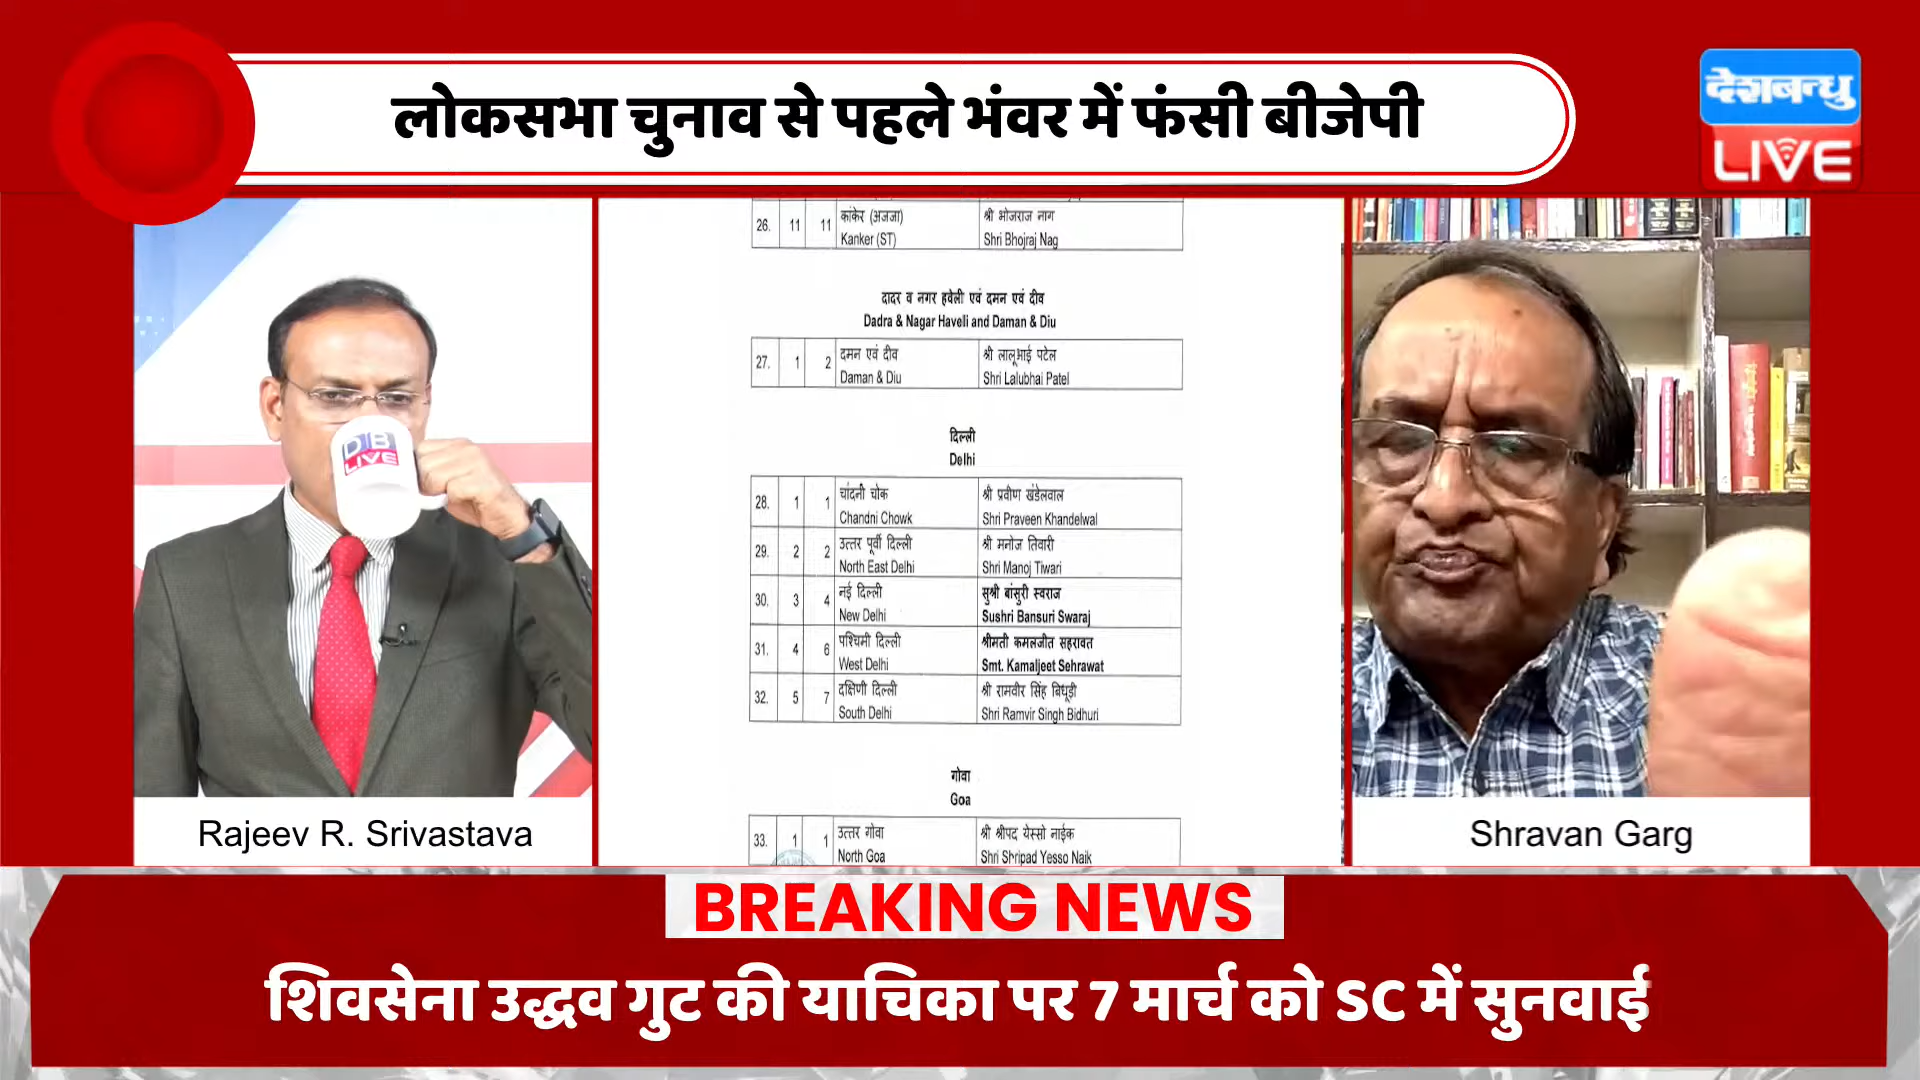 लोकसभा चुनाव से पहले भंवर में फंसी बीजेपी
देशबन्धु
LIVE
26. 11 11 कांकेर (अजजा) श्री भोजराज नाग
Kanker (ST) Shri Bhojraj Nag
दादर व नगर हवेली एवं दमन एवं दीव
Dadra & Nagar Haveli and Daman & Diu
27. 1 2 दमन एवं दीव श्री लालूभाई पटेल
Daman & Diu Shri Lalubhai Patel
दिल्ली
Delhi
28. 1 1 चांदनी चोक श्री प्रवीण खंडेलवाल
Chandni Chowk Shri Praveen Khandelwal
29. 2 2 उत्तर पूर्वी दिल्ली श्री मनोज तिवारी
North East Delhi Shri Manoj Tiwari
30. 3 4 नई दिल्ली सुश्री बांसुरी स्वराज
New Delhi Sushri Bansuri Swaraj
31. 4 6 पश्चिमी दिल्ली श्रीमती कमलजीत सहरावत
West Delhi Smt. Kamaljeet Sehrawat
32. 5 7 दक्षिणी दिल्ली श्री रामवीर सिंह बिधूड़ी
South Delhi Shri Ramvir Singh Bidhuri
गोवा
Goa
33. 1 1 उत्तर गोवा श्री श्रीपद येस्सो नाईक
North Goa Shri Shripad Yesso Naik
DB
LIVE
Rajeev R. Srivastava
Shravan Garg
BREAKING NEWS
शिवसेना उद्धव गुट की याचिका पर 7 मार्च को SC में सुनवाई